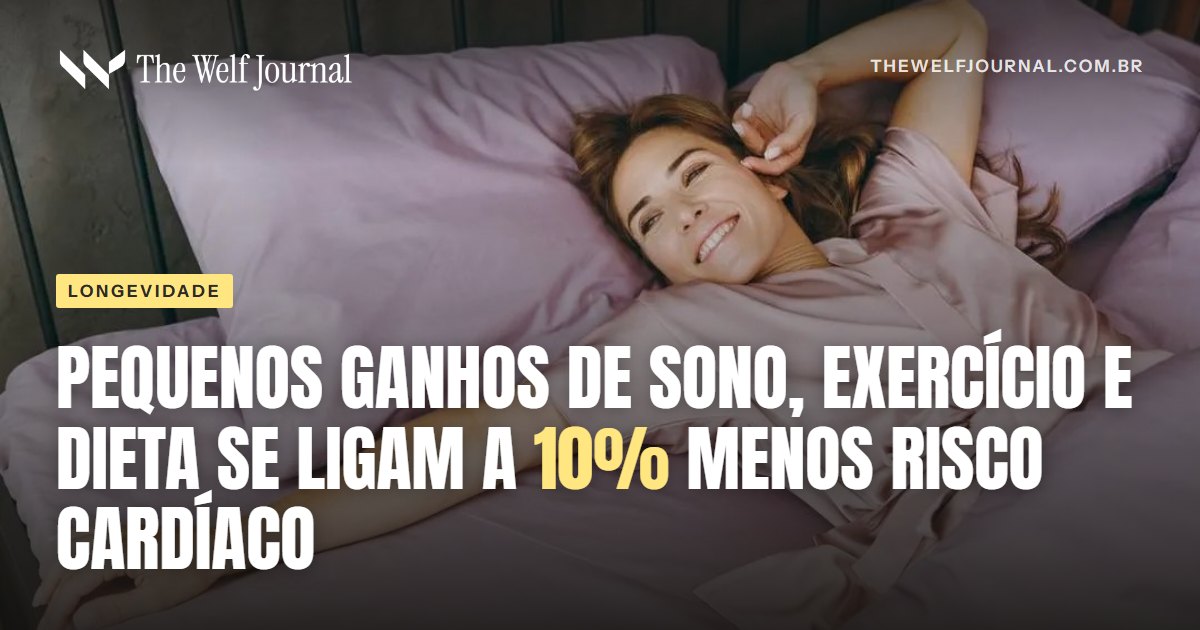 The Welf Journal
THEWELFJOURNAL.COM.BR
LONGEVIDADE
PEQUENOS GANHOS DE SONO, EXERCÍCIO E
DIETA SE LIGAM A 10% MENOS RISCO
CARDÍACO